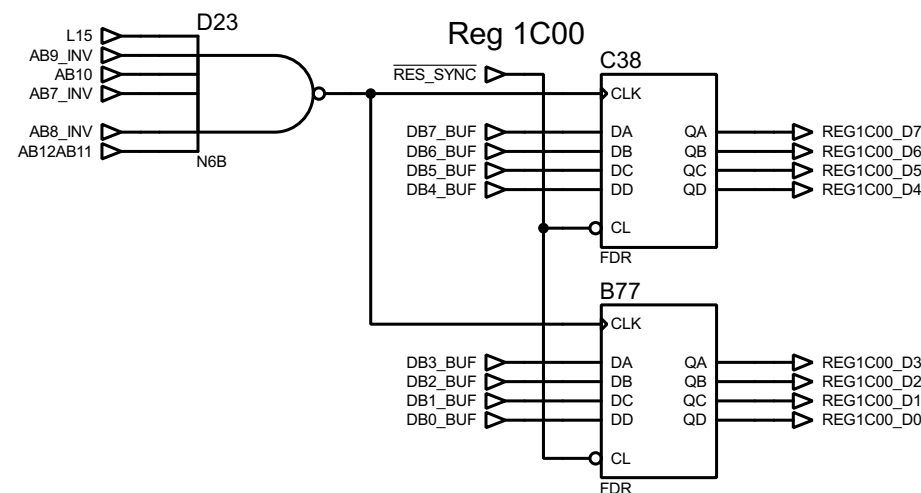 D23
Reg 1C00
L15
AB9_INV
AB10
AB7_INV
AB8_INV
AB12AB11
N6B
RES_SYNC
C38
CLK
DB7_BUF DA QA REG1C00_D7
DB6_BUF DB QB REG1C00_D6
DB5_BUF DC QC REG1C00_D5
DB4_BUF DD QD REG1C00_D4
CL
FDR
B77
CLK
DB3_BUF DA QA REG1C00_D3
DB2_BUF DB QB REG1C00_D2
DB1_BUF DC QC REG1C00_D1
DB0_BUF DD QD REG1C00_D0
CL
FDR